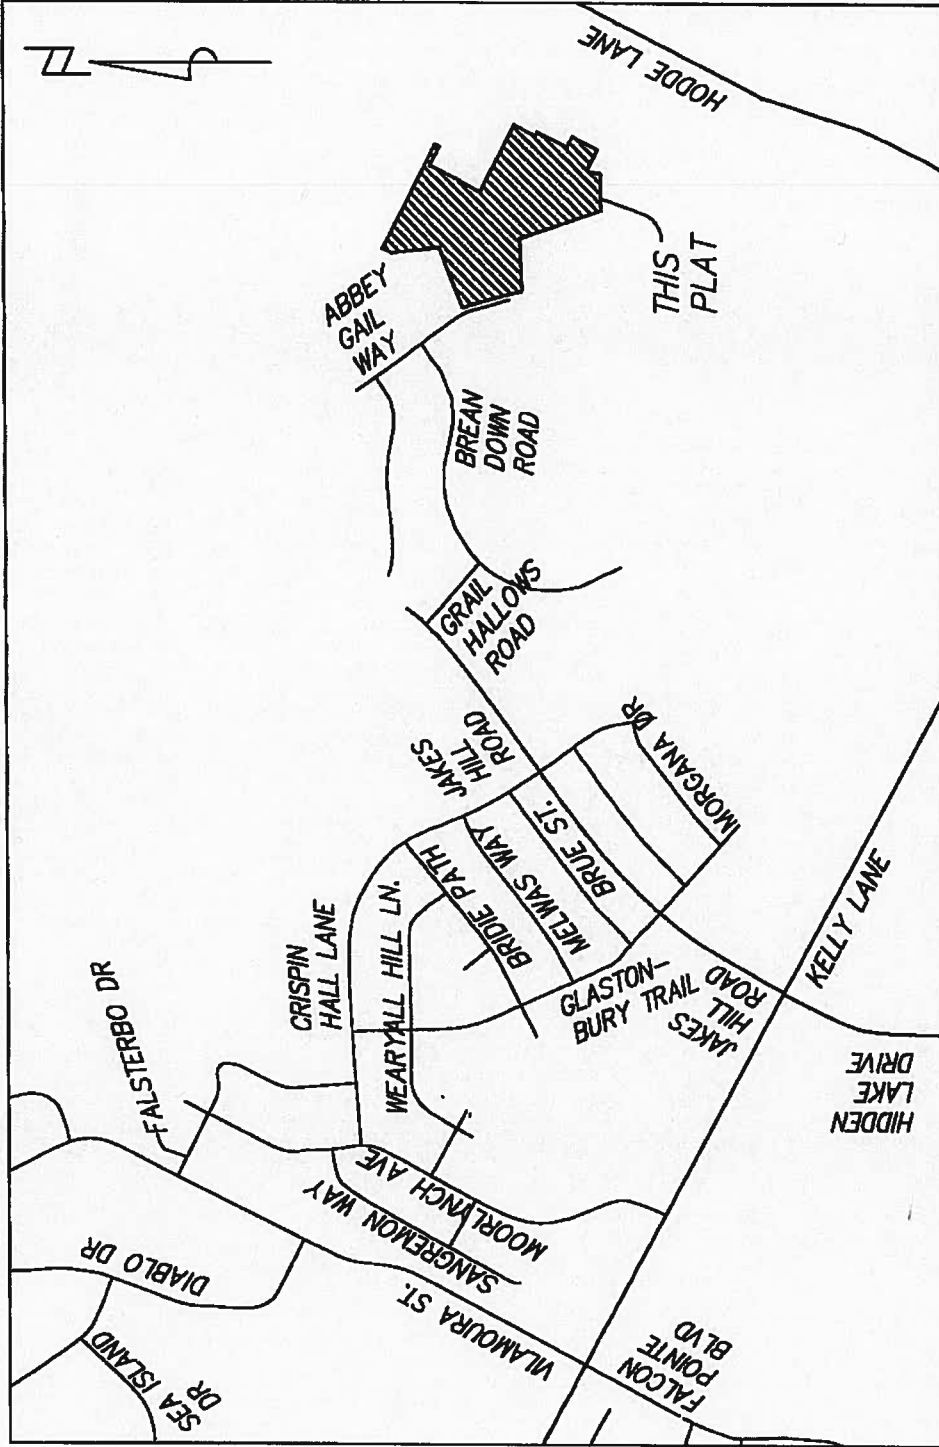 HODDE LANE
THIS
PLAT
ABBEY
GAIL
WAY
BREAN
DOWN
ROAD
GRAIL
HALLOWS
ROAD
JAKES
HILL
ROAD
MORGANA DR
BRUE ST.
MELWAS WAY
BRIDIE PATH
WEARYALL HILL LN.
CRISPIN
HALL LANE
GLASTON-
BURY TRAIL
JAKES
HILL
ROAD
KELLY LANE
HIDDEN
LAKE
DRIVE
FALSTERBO DR
MOORLYNCH AVE
SANGREMON WAY
VILAMOURA ST.
DIABLO DR
SEA ISLAND
DR
FALCON
POINTE
BLVD